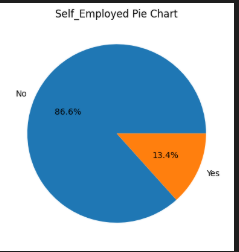 Self_Employed Pie Chart
No
86.6%
13.4%
Yes